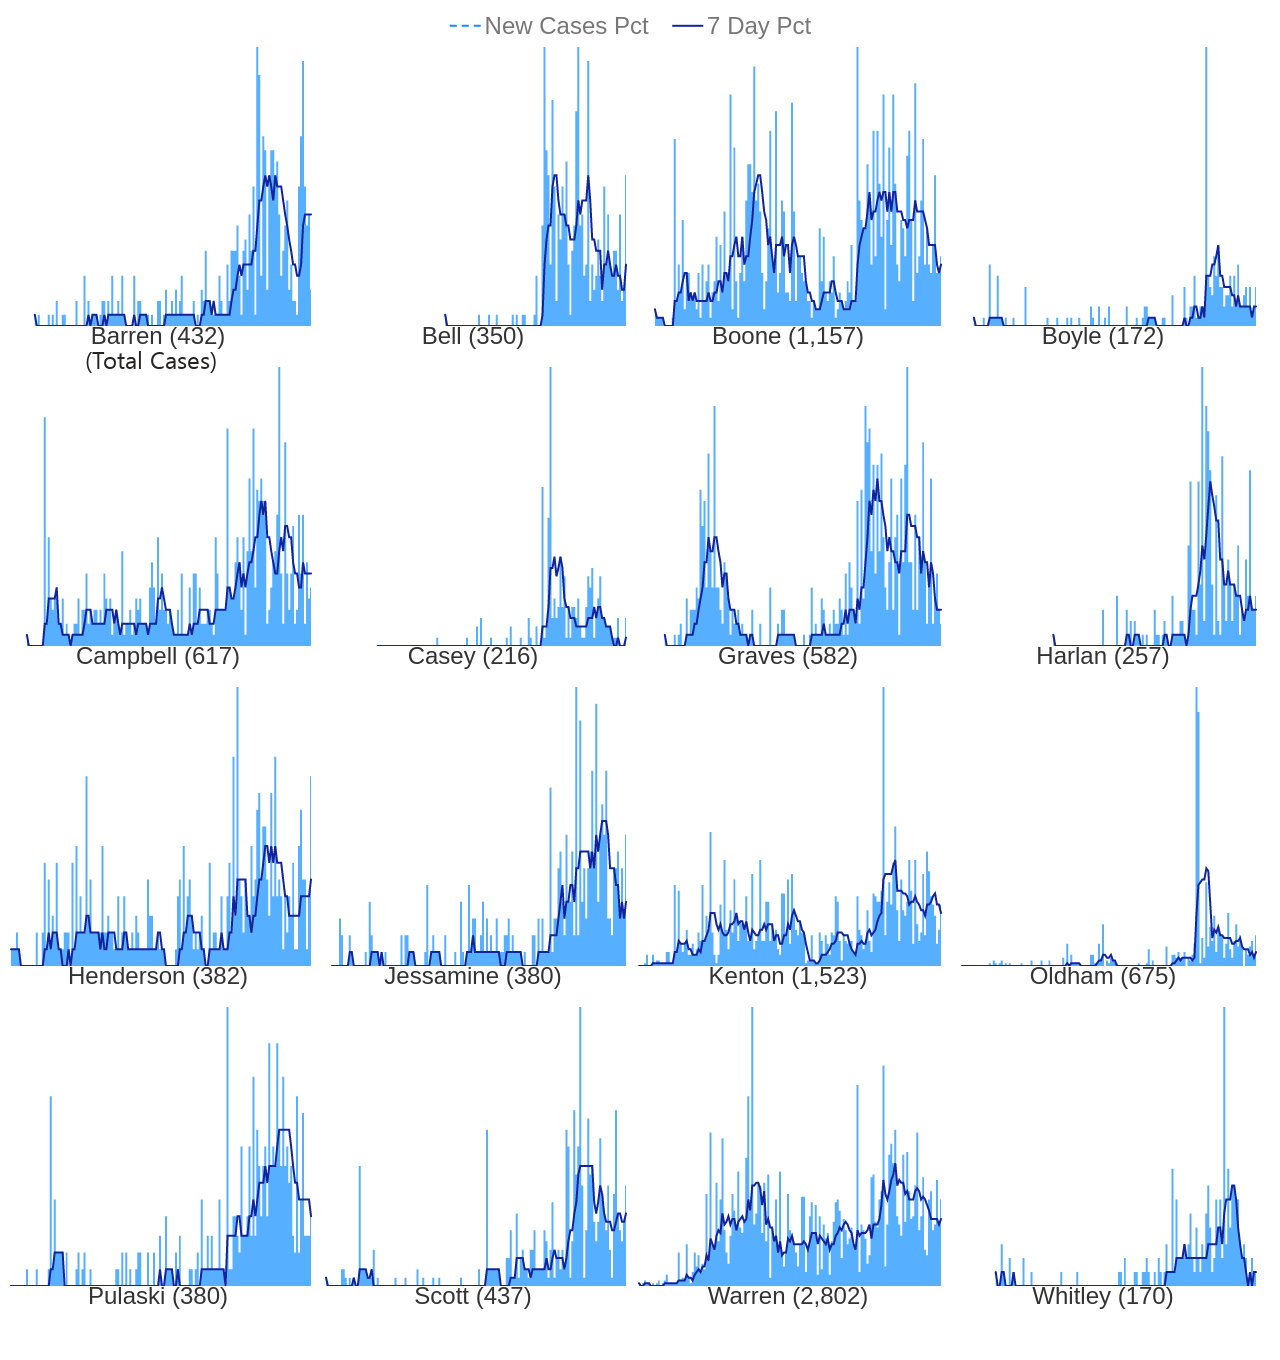 New Cases Pct 7 Day Pct
Barren (432) Bell (350) Boone (1,157) Boyle (172)
(Total Cases)
Campbell (617) Casey (216) Graves (582) Harlan (257)
Henderson (382) Jessamine (380) Kenton (1,523) Oldham (675)
Pulaski (380) Scott (437) Warren (2,802) Whitley (170)